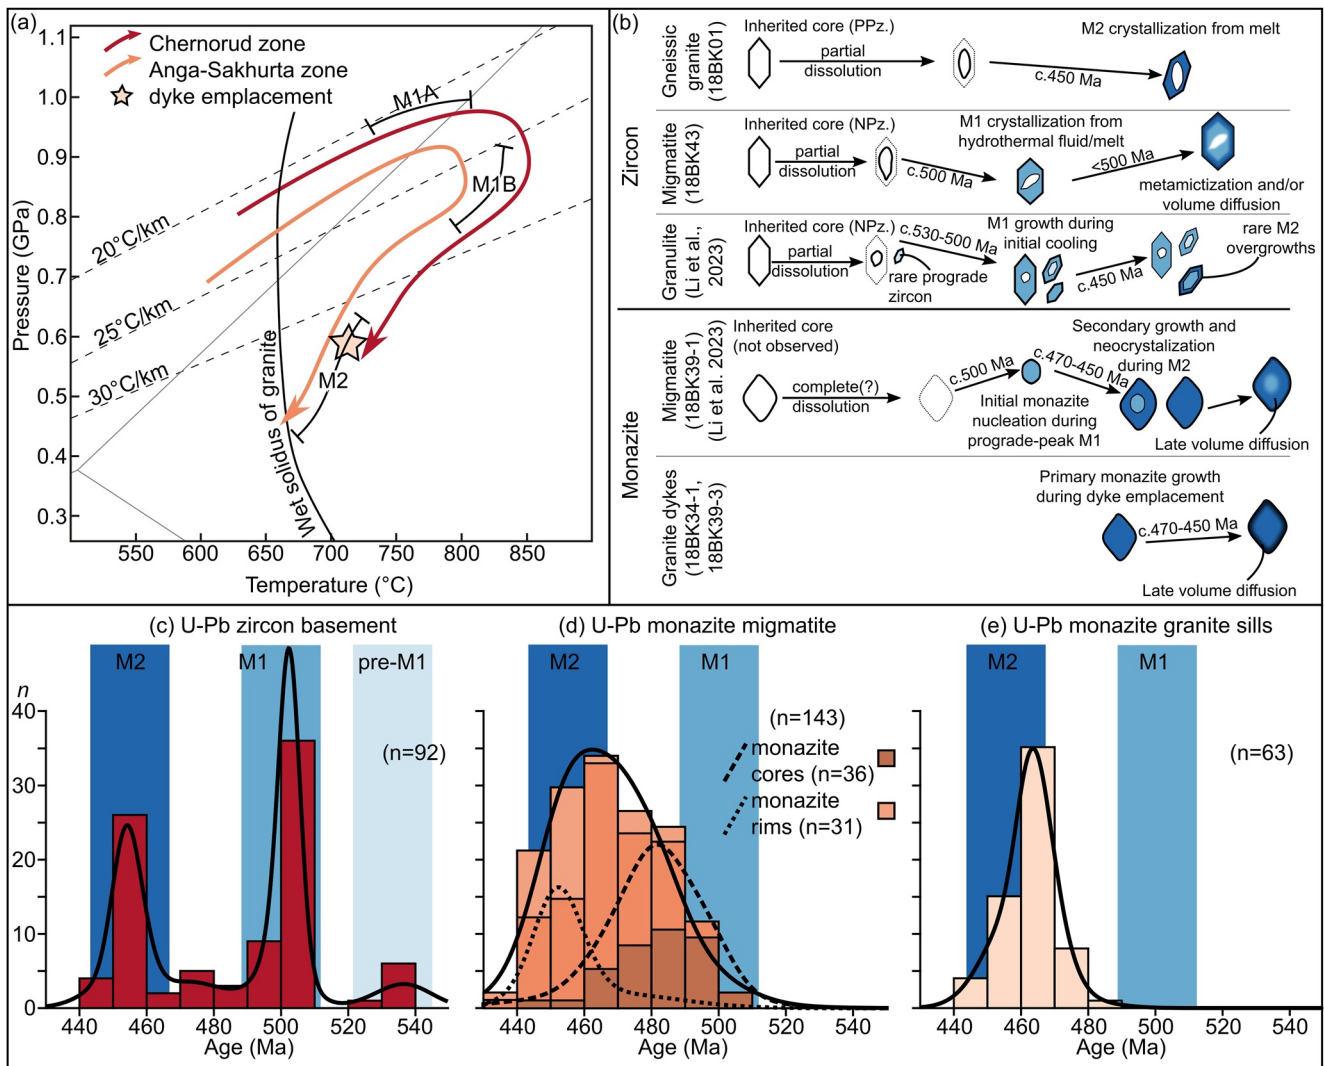 (a)
Chernorud zone
Anga-Sakhurta zone
dyke emplacement
M1A
M1B
M2
20°C/km
25°C/km
30°C/km
Wet solidus of granite
Pressure (GPa)
1.1
1.0
0.9
0.8
0.7
0.6
0.5
0.4
0.3
550 600 650 700 750 800 850
Temperature (°C)
(b)
Zircon
Gneissic
granite
(18BK01)
Inherited core (PPz.)
partial
dissolution
c.450 Ma
M2 crystallization from melt
Migmatite
(18BK43)
Inherited core (NPz.)
partial
dissolution
c.500 Ma
M1 crystallization from
hydrothermal fluid/melt
<500 Ma
metamictization and/or
volume diffusion
Granulite
(Li et al.,
2023)
Inherited core (NPz.)
partial
dissolution
c.530-500 Ma
rare prograde
zircon
M1 growth during
initial cooling
c.450 Ma
rare M2
overgrowths
Monazite
Migmatite
(18BK39-1)
(Li et al. 2023)
Inherited core
(not observed)
complete(?)
dissolution
c.500 Ma
Initial monazite
nucleation during
prograde-peak M1
c.470-450 Ma
Secondary growth and
neocrystallization
during M2
Late volume diffusion
Granite dykes
(18BK34-1,
18BK39-3)
Primary monazite growth
during dyke emplacement
c.470-450 Ma
Late volume diffusion
(c) U-Pb zircon basement
M2
M1
pre-M1
n
(n=92)
40
30
20
10
0
440 460 480 500 520 540
Age (Ma)
(d) U-Pb monazite migmatite
M2
M1
(n=143)
monazite
cores (n=36)
monazite
rims (n=31)
440 460 480 500 520 540
Age (Ma)
(e) U-Pb monazite granite sills
M2
M1
(n=63)
440 460 480 500 520 540
Age (Ma)